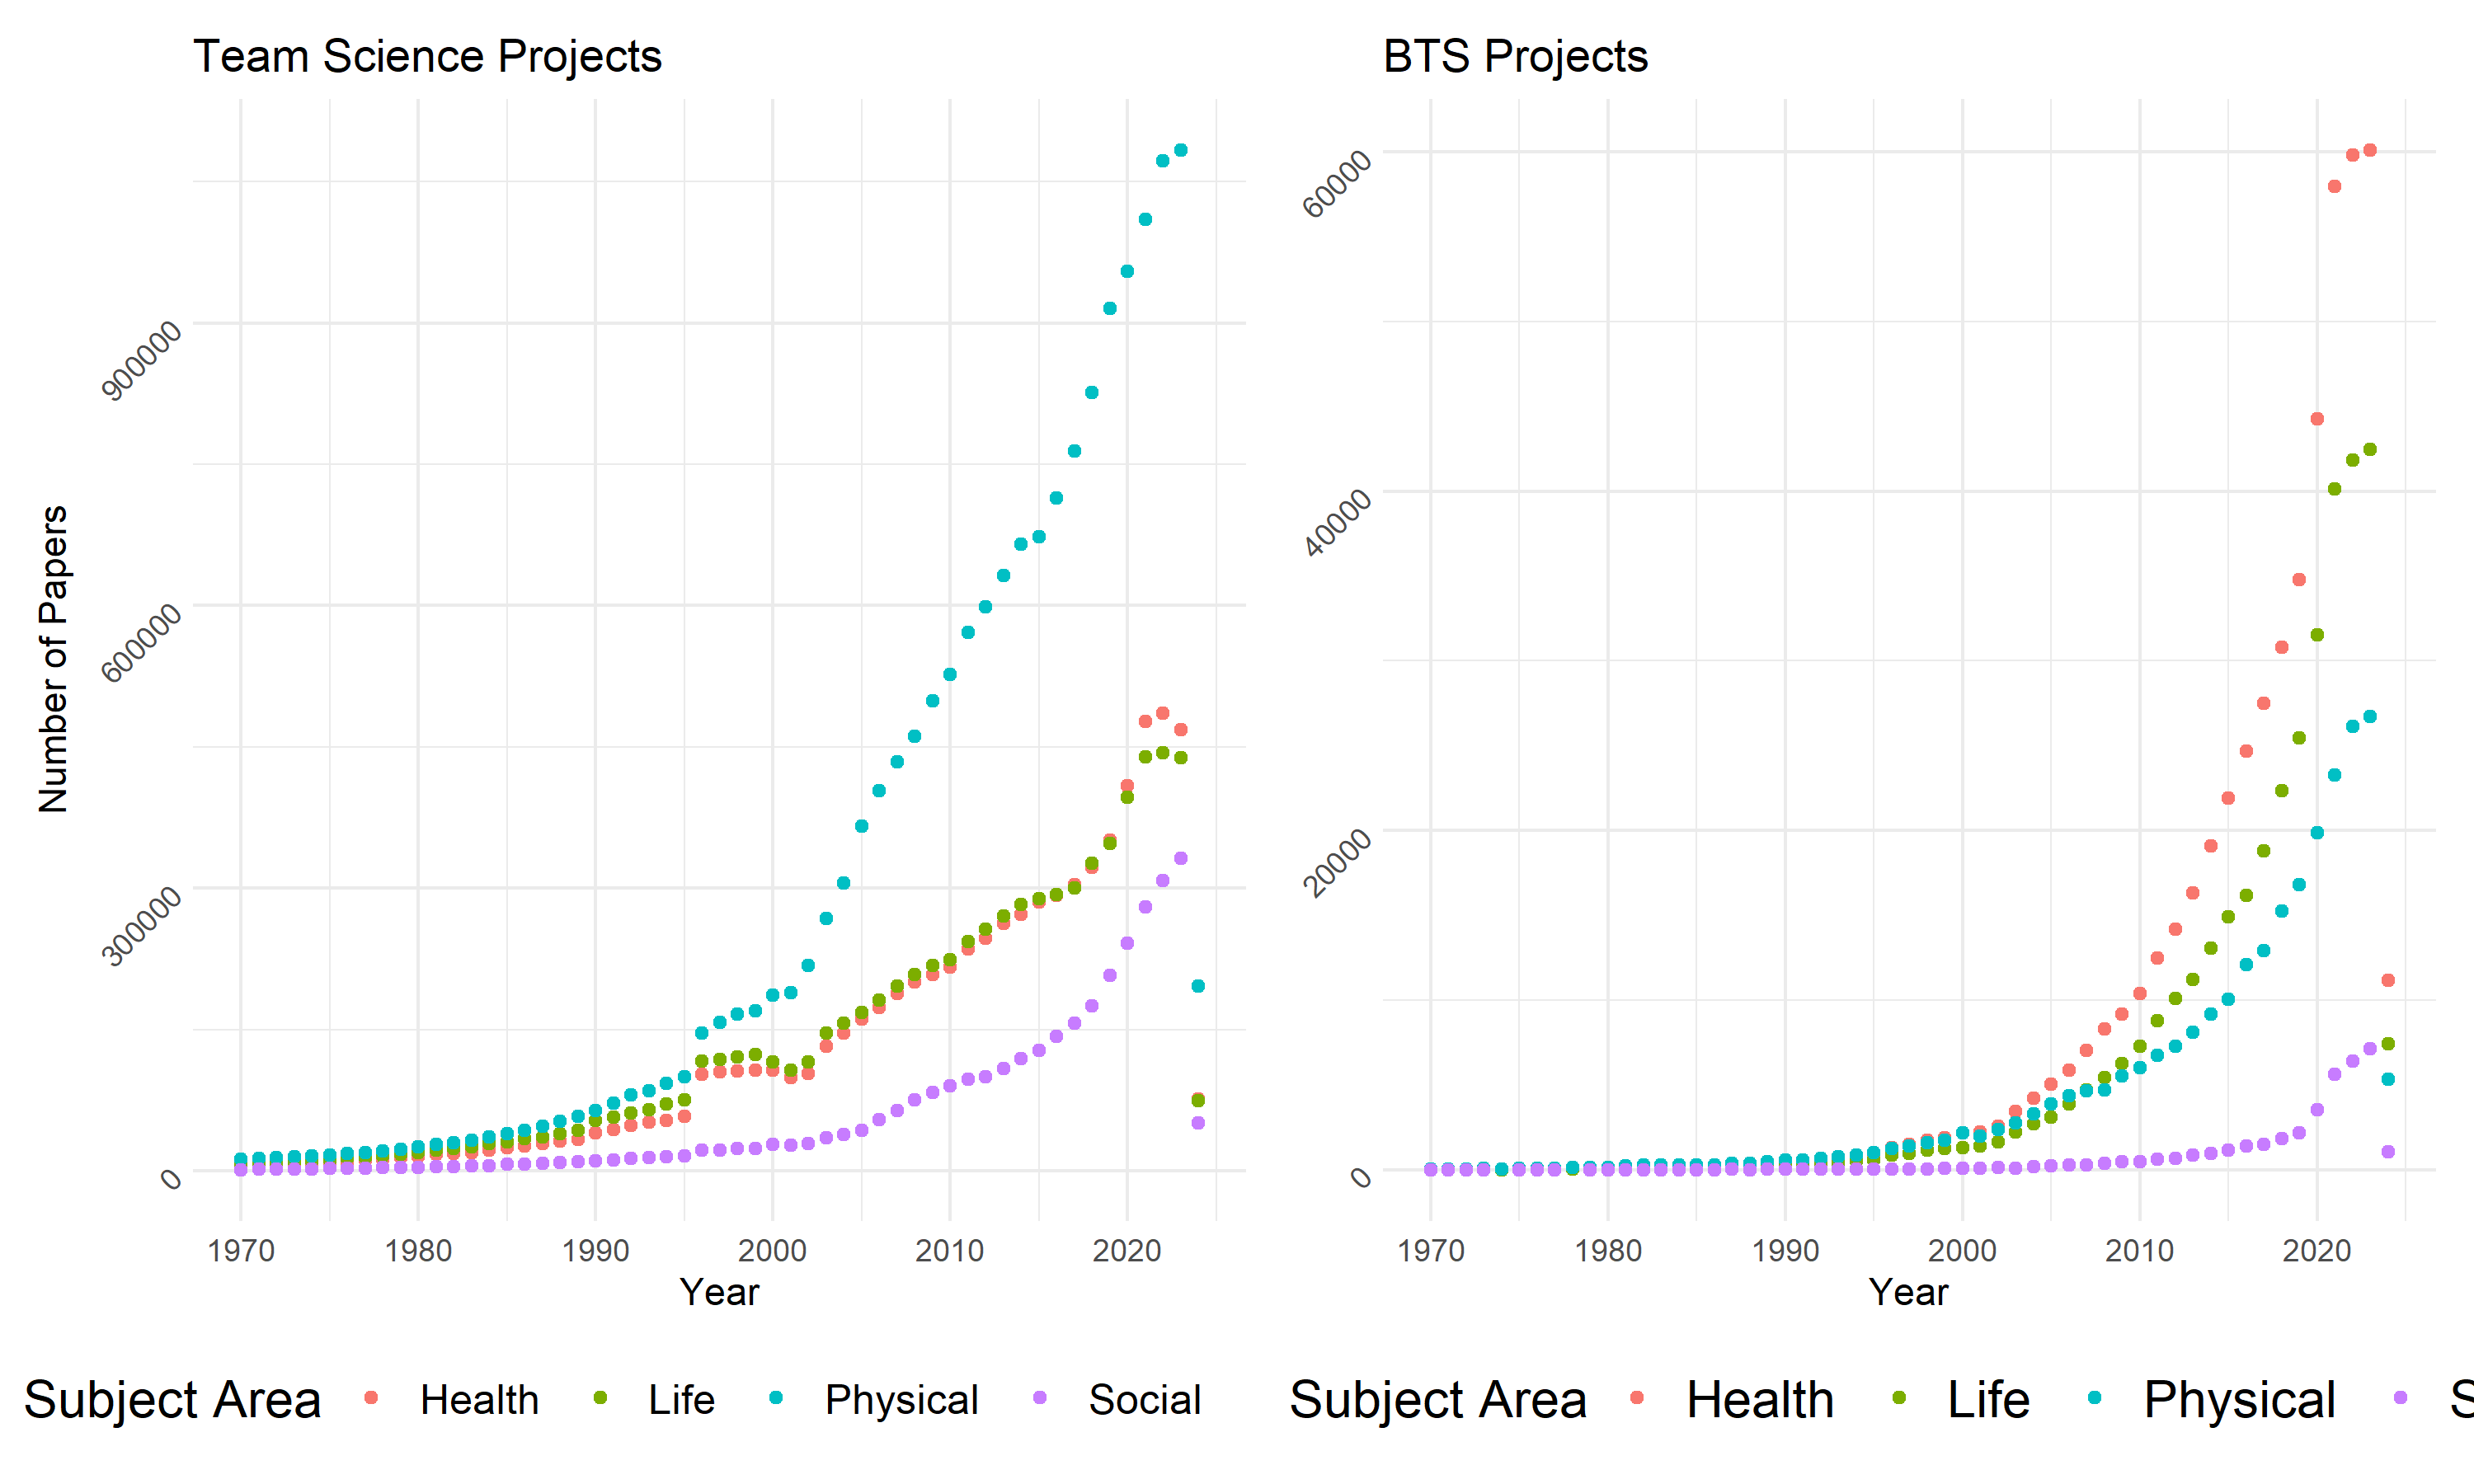 Team Science Projects
BTS Projects
Number of Papers
900000
600000
300000
0
1970 1980 1990 2000 2010 2020
Year
60000
40000
20000
0
1970 1980 1990 2000 2010 2020
Year
Subject Area Health Life Physical Social
Subject Area Health Life Physical S